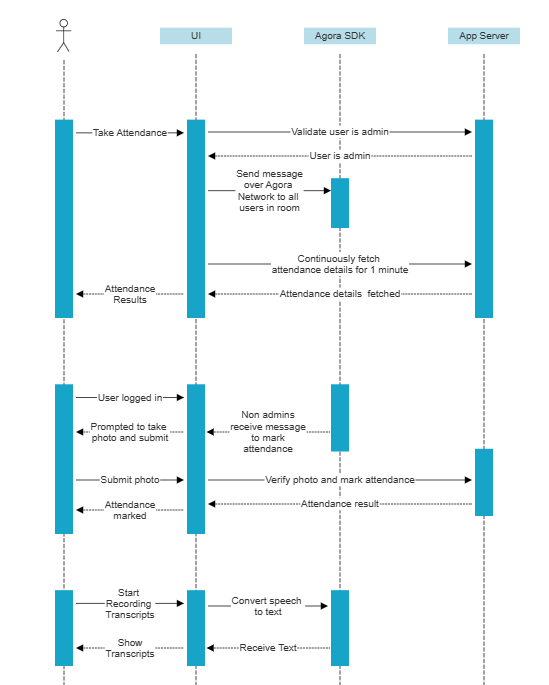 UI
Agora SDK
App Server
Take Attendance
Validate user is admin
User is admin
Send message
over Agora
Network to all
users in room
Continuously fetch
attendance details for 1 minute
Attendance
Results
Attendance details  fetched
User logged in
Non admins
receive message
to mark
attendance
Prompted to take
photo and submit
Submit photo
Verify photo and mark attendance
Attendance
marked
Attendance result
Start
Recording
Transcripts
Convert speech
to text
Show
Transcripts
Receive Text